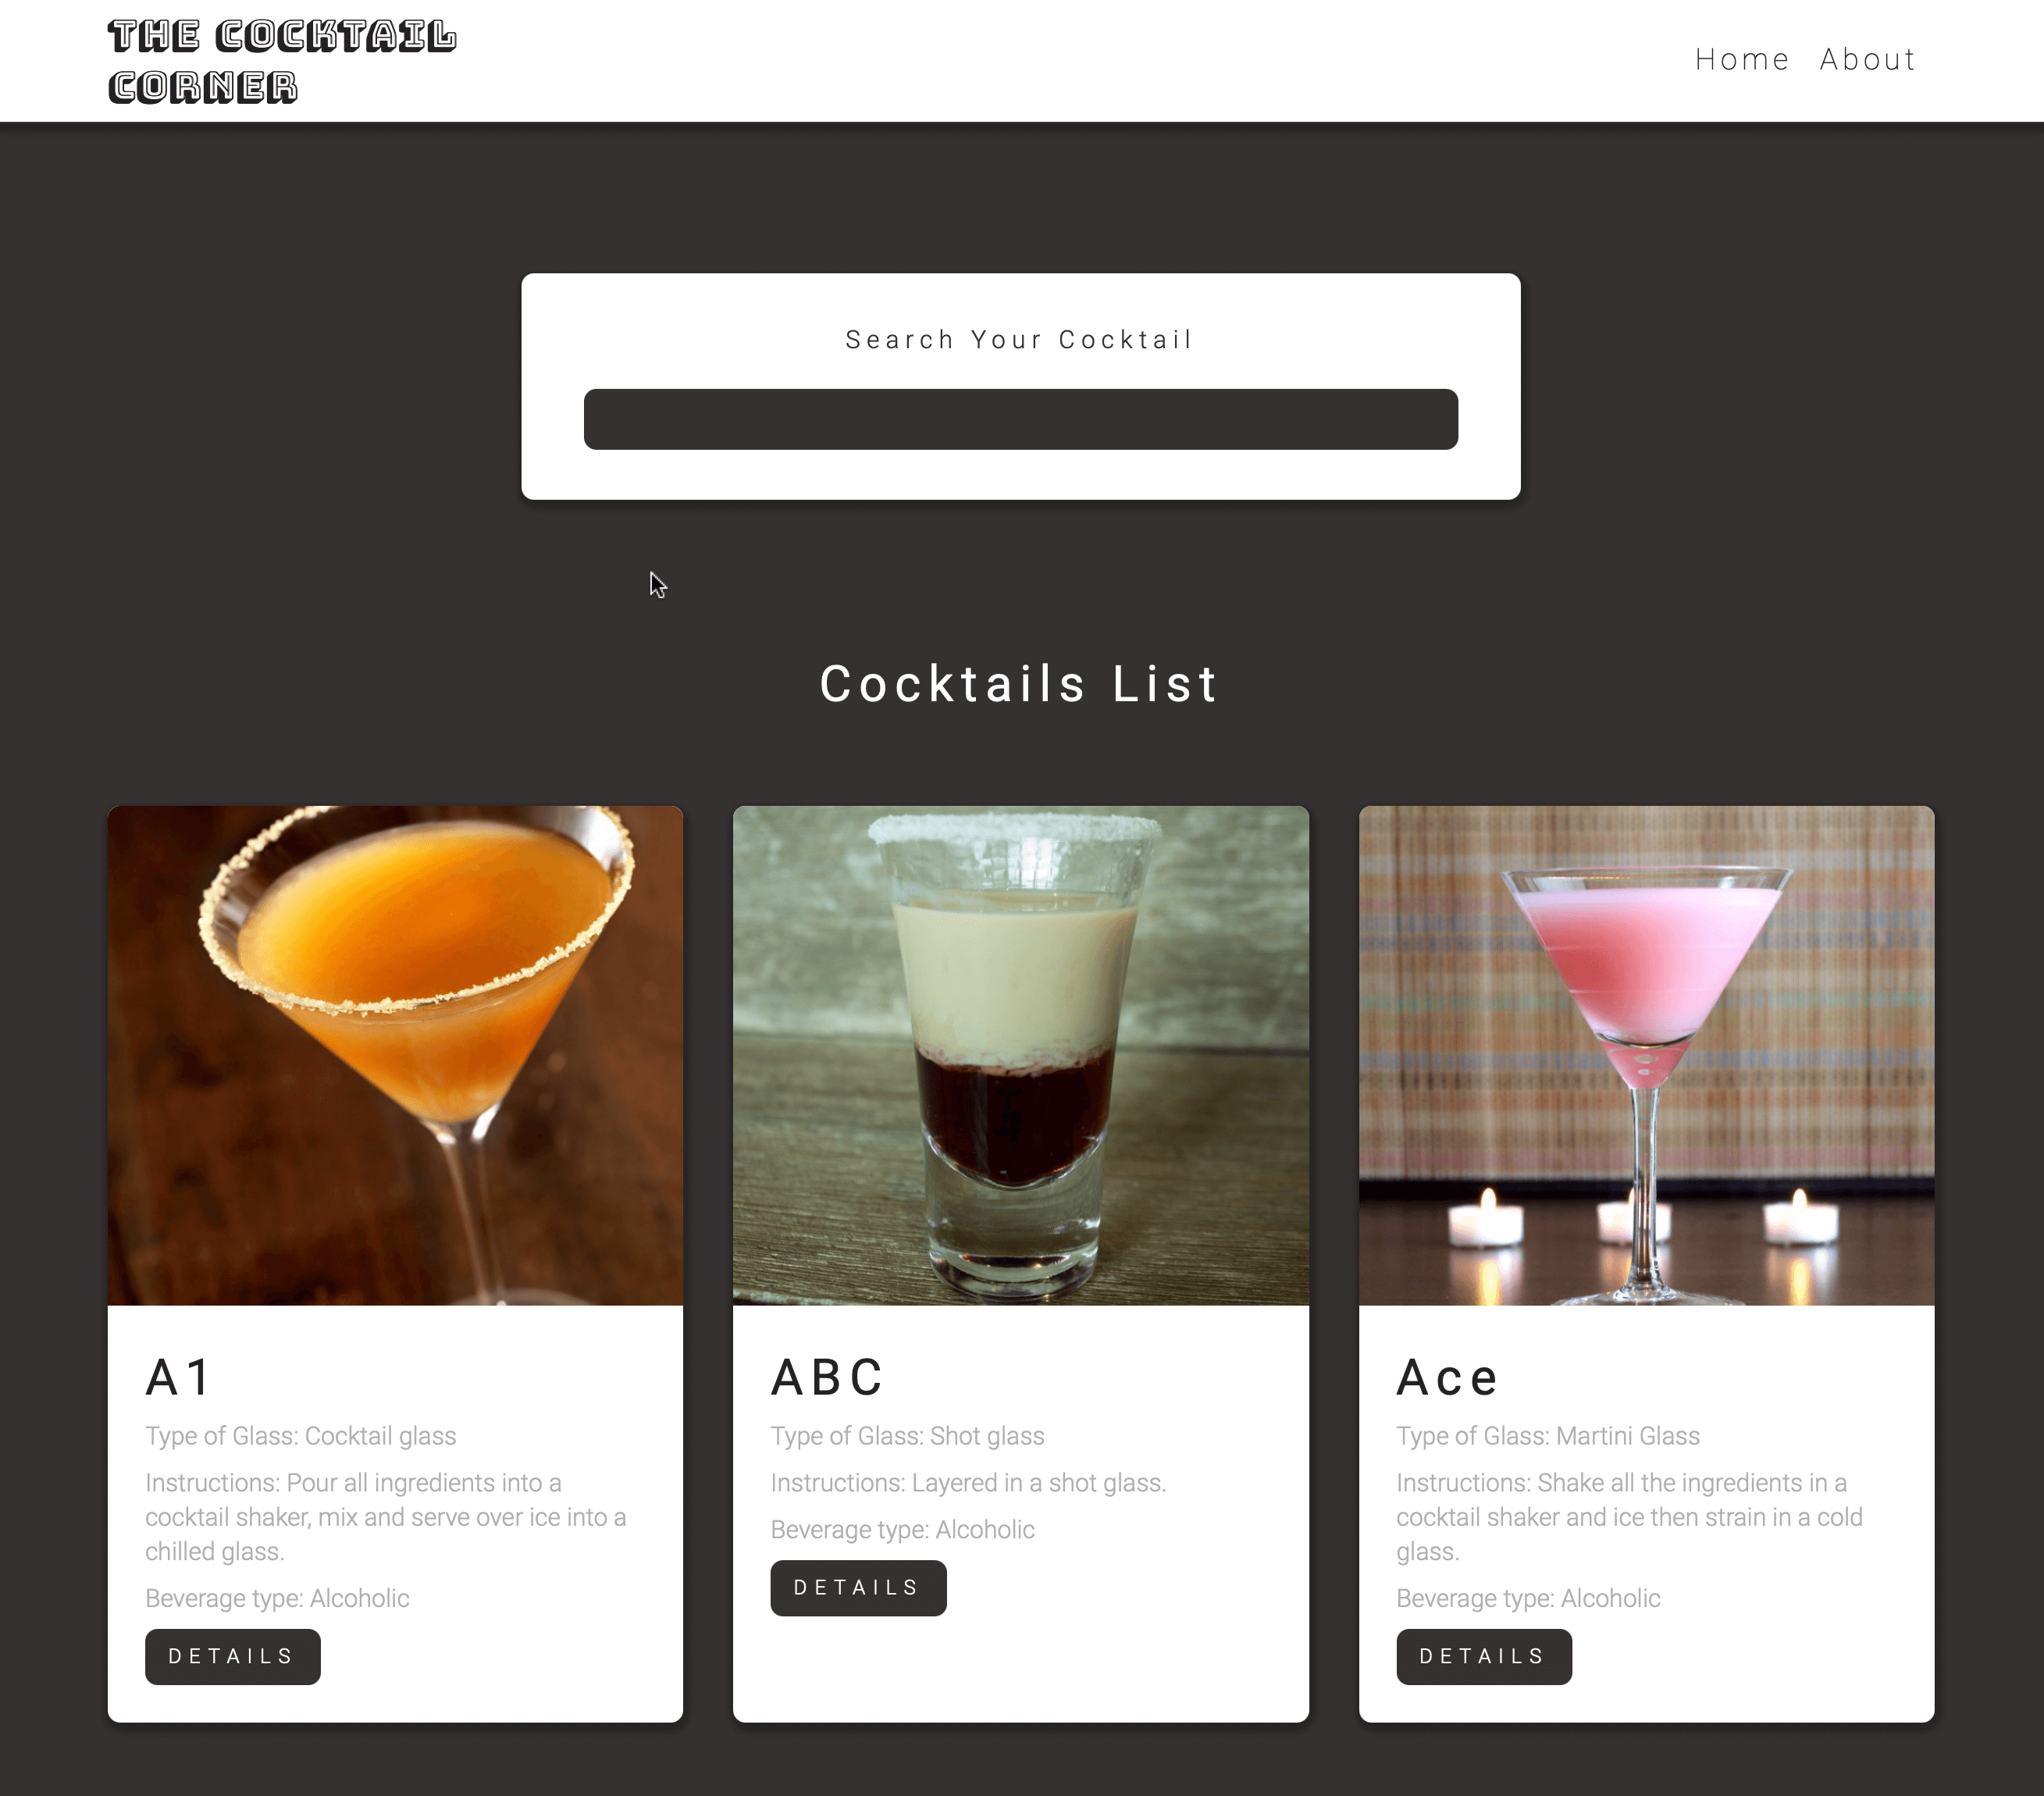 THE COCKTAIL
CORNER
Home About
Search Your Cocktail
Cocktails List
A1
Type of Glass: Cocktail glass
Instructions: Pour all ingredients into a
cocktail shaker, mix and serve over ice into a
chilled glass.
Beverage type: Alcoholic
DETAILS
ABC
Type of Glass: Shot glass
Instructions: Layered in a shot glass.
Beverage type: Alcoholic
DETAILS
Ace
Type of Glass: Martini Glass
Instructions: Shake all the ingredients in a
cocktail shaker and ice then strain in a cold
glass.
Beverage type: Alcoholic
DETAILS